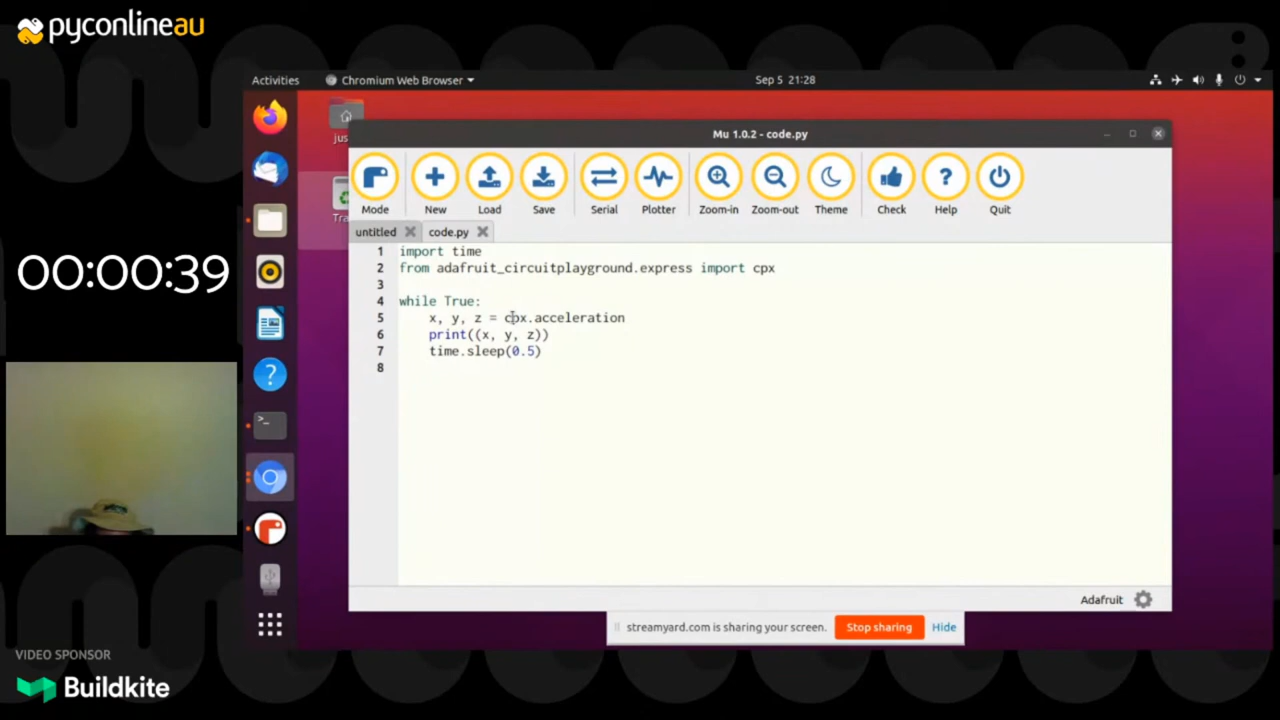 pyconlineau
Activities
Chromium Web Browser
Sep 5 21:28
jus
Mu 1.0.2 - code.py
Tra
Mode
New
Load
Save
Serial
Plotter
Zoom-in
Zoom-out
Theme
Check
Help
Quit
untitled
code.py
00:00:39
1 import time
2 from adafruit_circuitplayground.express import cpx
3
4 while True:
5 x, y, z = cpx.acceleration
6 print((x, y, z))
7 time.sleep(0.5)
8
Adafruit
streamyard.com is sharing your screen.
Stop sharing
Hide
VIDEO SPONSOR
Buildkite